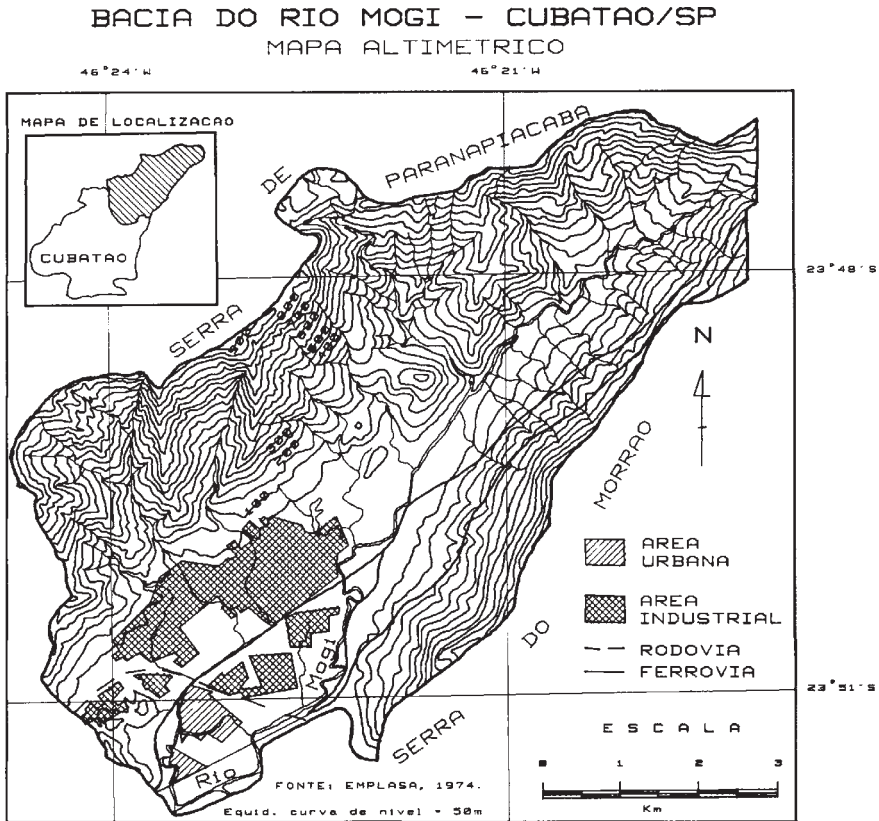 BACIA DO RIO MOGI - CUBATAO/SP
MAPA ALTIMETRICO
46°24'W
46°21'W
MAPA DE LOCALIZACAO
CUBATAO
SERRA
DE
PARANAPIACABA
23°48'S
N
SERRA
DO
MORRAO
AREA
URBANA
AREA
INDUSTRIAL
RODOVIA
FERROVIA
23°51'S
Rio
Mogi
ESCALA
0 1 2 3
Km
FONTE: EMPLASA, 1974.
Equid. curva de nivel = 50m